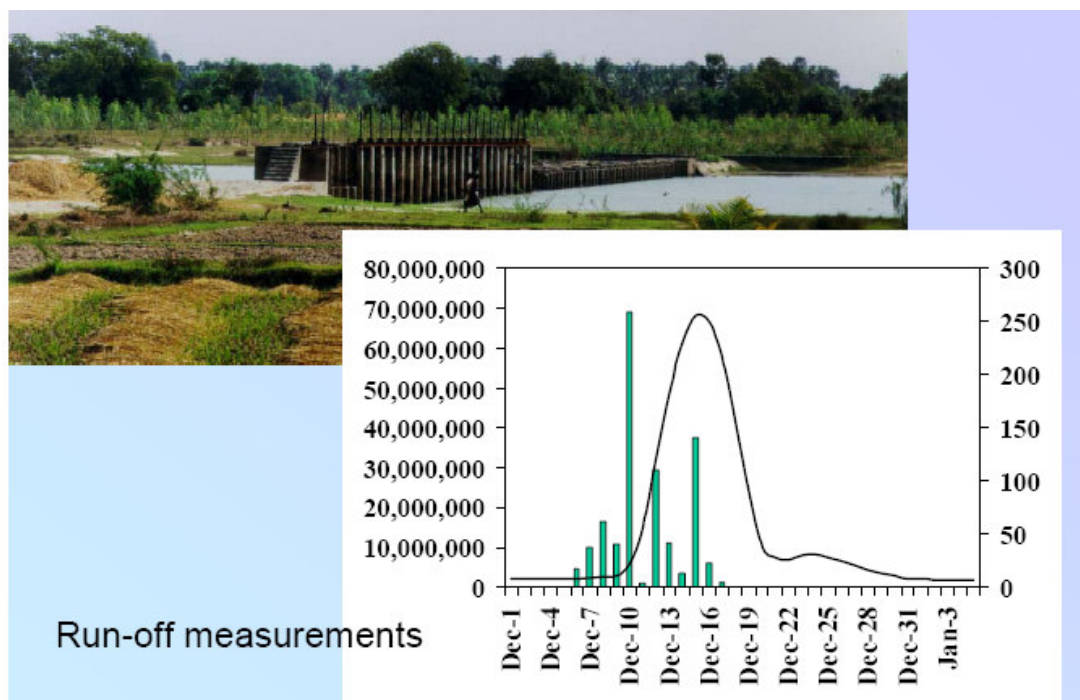 80,000,000
70,000,000
60,000,000
50,000,000
40,000,000
30,000,000
20,000,000
10,000,000
0
300
250
200
150
100
50
0
Dec-1
Dec-4
Dec-7
Dec-10
Dec-13
Dec-16
Dec-19
Dec-22
Dec-25
Dec-28
Dec-31
Jan-3
Run-off measurements